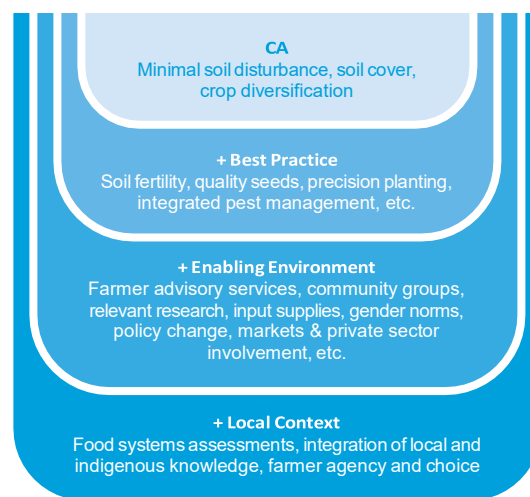 CA
Minimal soil disturbance, soil cover,
crop diversification
+ Best Practice
Soil fertility, quality seeds, precision planting,
integrated pest management, etc.
+ Enabling Environment
Farmer advisory services, community groups,
relevant research, input supplies, gender norms,
policy change, markets & private sector
involvement, etc.
+ Local Context
Food systems assessments, integration of local and
indigenous knowledge, farmer agency and choice